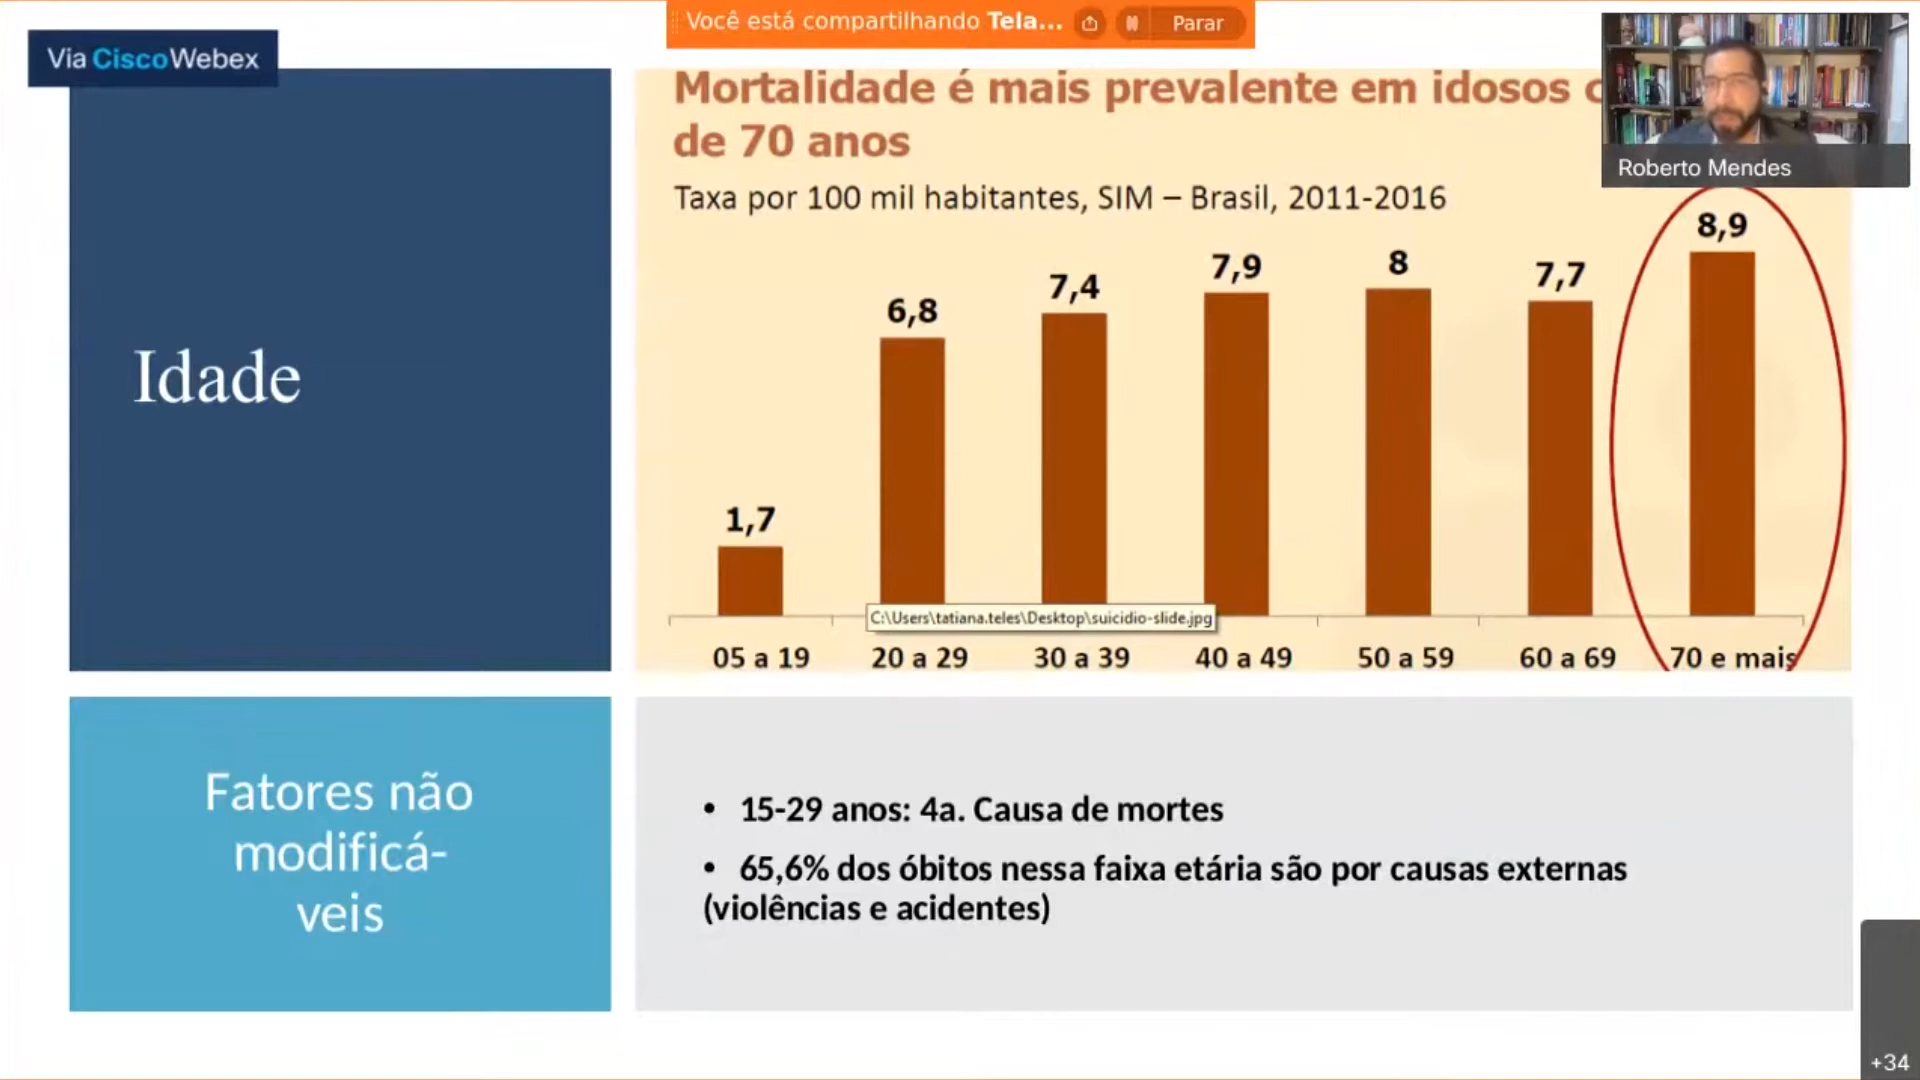 Você está compartilhando Tela...
Parar
Via CiscoWebex
Roberto Mendes
Mortalidade é mais prevalente em idosos
de 70 anos
Taxa por 100 mil habitantes, SIM – Brasil, 2011-2016
Idade
1,7
6,8
7,4
7,9
8
7,7
8,9
C:\Users\tatiana.teles\Desktop\suicidio-slide.jpg
05 a 19
20 a 29
30 a 39
40 a 49
50 a 59
60 a 69
70 e mais
Fatores não
modificá-
veis
• 15-29 anos: 4a. Causa de mortes
• 65,6% dos óbitos nessa faixa etária são por causas externas
(violências e acidentes)
+34